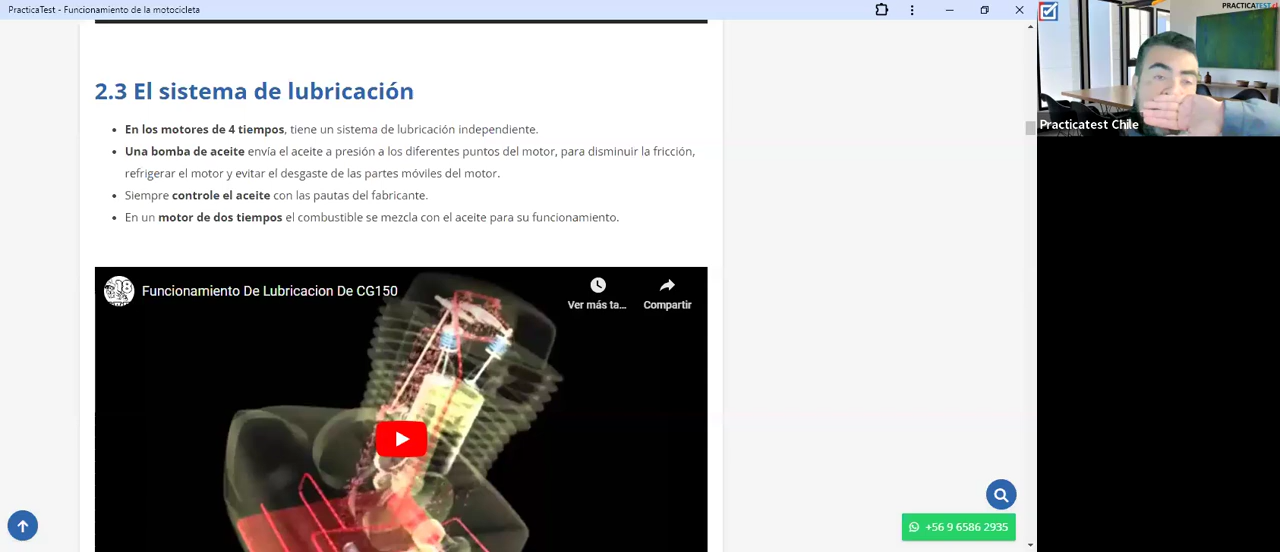 PracticaTest - Funcionamiento de la motocicleta
PRACTICATEST
2.3 El sistema de lubricación
En los motores de 4 tiempos, tiene un sistema de lubricación independiente.
Practicatest Chile
Una bomba de aceite envía el aceite a presión a los diferentes puntos del motor, para disminuir la fricción,
refrigerar el motor y evitar el desgaste de las partes móviles del motor.
Siempre controle el aceite con las pautas del fabricante.
En un motor de dos tiempos el combustible se mezcla con el aceite para su funcionamiento.
Funcionamiento De Lubricacion De CG150
Ver más ta...
Compartir
+56 9 6586 2935